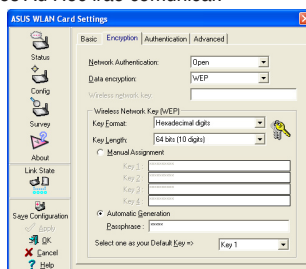 ASUS WLAN Card Settings
Status
Config
Survey
About
Link State
Save Configuration
Apply
OK
Cancel
Help
Basic Encryption Authentication Advanced
Network Authentication: Open
Data encryption: WEP
Wireless network key:
Wireless Network Key (WEP)
Key Format: Hexadecimal digits
Key Length: 64 bits (10 digits)
Manual Assignment
Key 1: **********
Key 2: **********
Key 3: **********
Key 4: **********
Automatic Generation
Passphrase: *****
Select one as your Default Key => Key 1